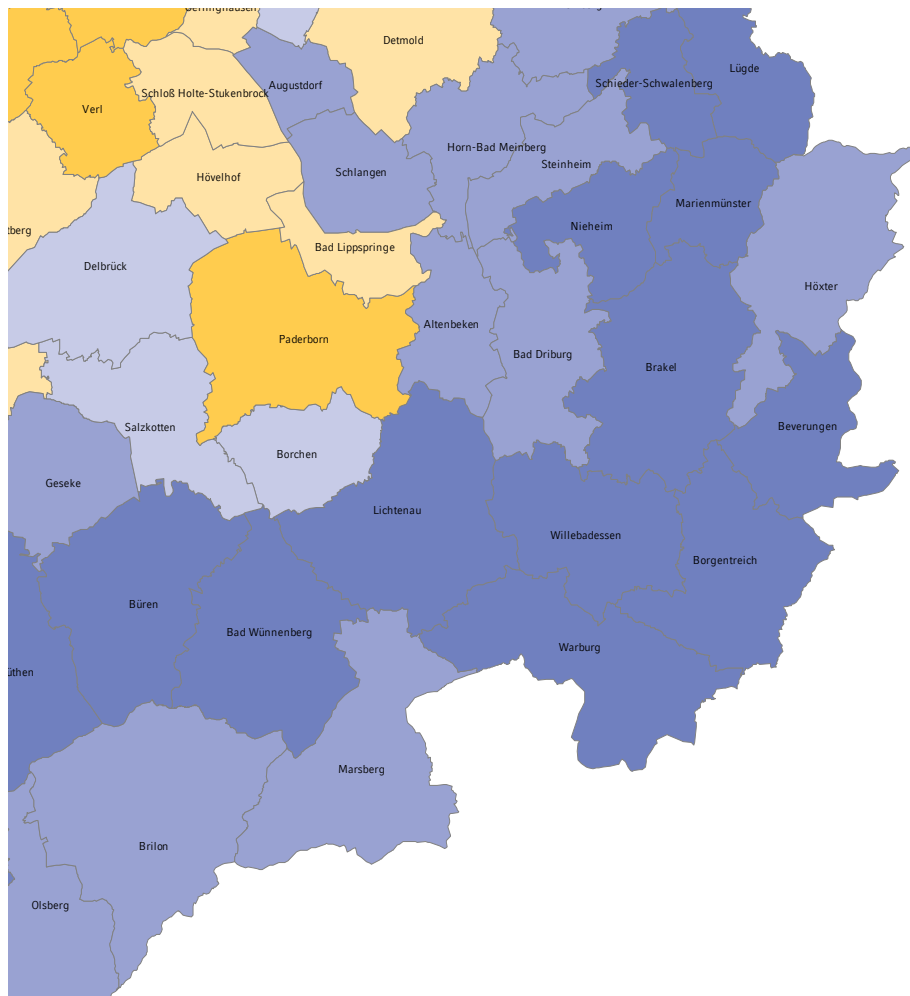 Detmold
Lügde
Augustdorf
Schieder-Schwalenberg
Schloß Holte-Stukenbrock
Verl
Horn-Bad Meinberg
Steinheim
Schlangen
Hövelhof
Marienmünster
Nieheim
Bad Lippspringe
Delbrück
Höxter
Altenbeken
Paderborn
Bad Driburg
Brakel
Salzkotten
Beverungen
Borchen
Geseke
Lichtenau
Willebadessen
Borgentreich
Büren
Bad Wünnenberg
Warburg
üthen
Marsberg
Brilon
Olsberg